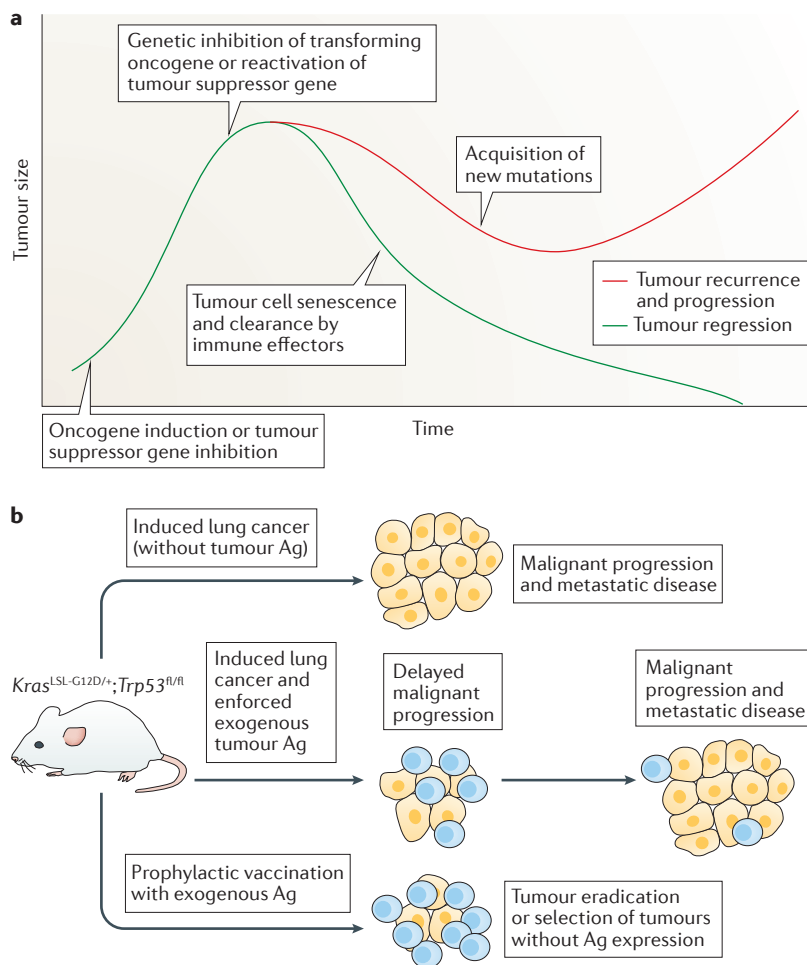 a
Genetic inhibition of transforming
oncogene or reactivation of
tumour suppressor gene
Acquisition of
new mutations
Tumour size
Tumour cell senescence
and clearance by
immune effectors
Tumour recurrence
and progression
Tumour regression
Oncogene induction or tumour
suppressor gene inhibition
Time
b
Induced lung cancer
(without tumour Ag)
Malignant progression
and metastatic disease
Kras^LSL-G12D/+;Trp53^fl/fl
Induced lung
cancer and
enforced
exogenous
tumour Ag
Delayed
malignant
progression
Malignant
progression and
metastatic disease
Prophylactic vaccination
with exogenous Ag
Tumour eradication
or selection of tumours
without Ag expression